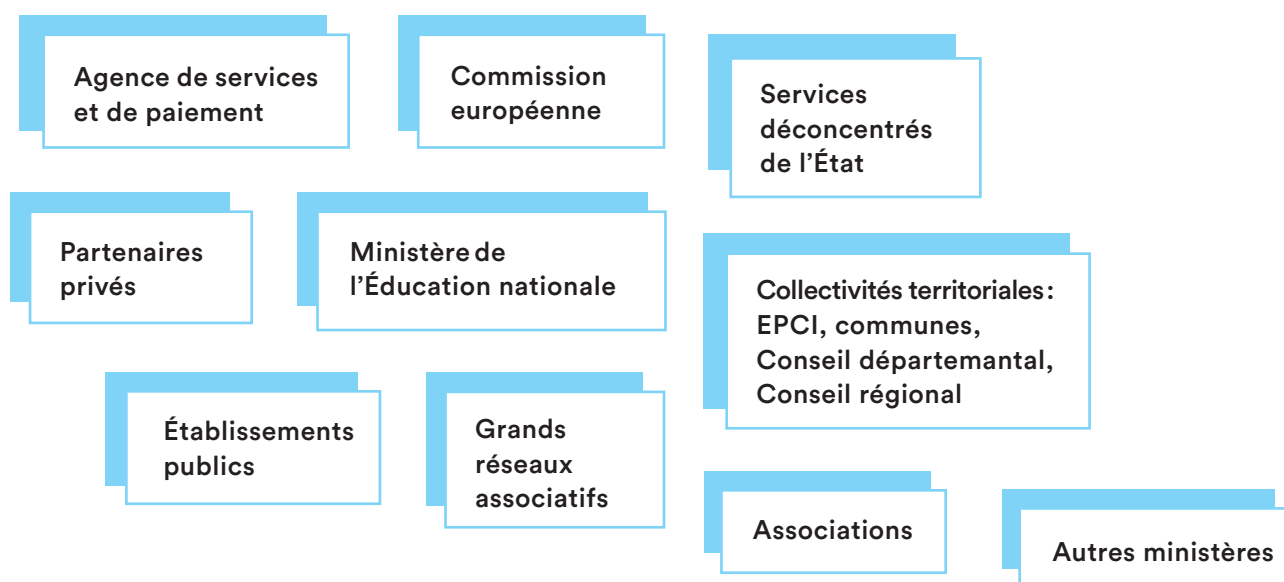 Agence de services
et de paiement
Commission
européenne
Services
déconcentrés
de l’État
Partenaires
privés
Ministère de
l’Éducation nationale
Collectivités territoriales :
EPCI, communes,
Conseil départemantal,
Conseil régional
Établissements
publics
Grands
réseaux
associatifs
Associations
Autres ministères